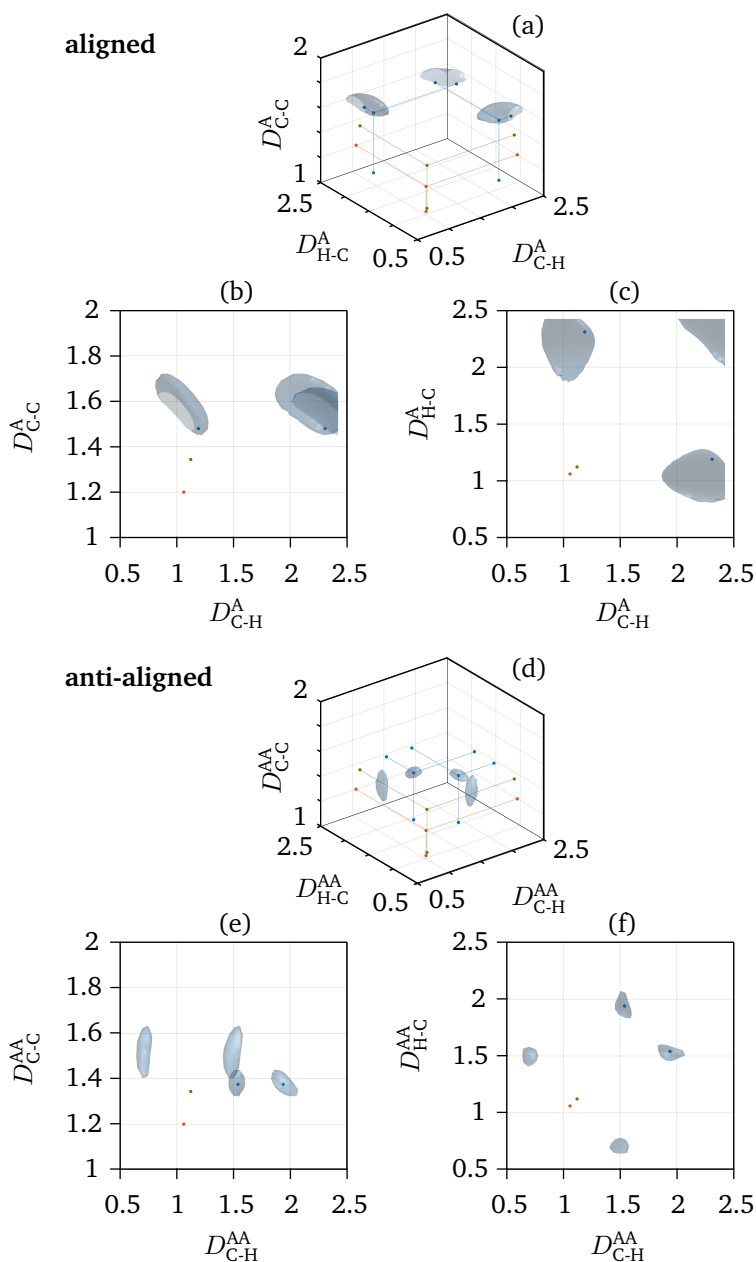 aligned
(a)
2
1
D^A_C-C
2.5
0.5
D^A_H-C
0.5
2.5
D^A_C-H
(b)
2
1.8
1.6
1.4
1.2
1
D^A_C-C
0.5 1 1.5 2 2.5
D^A_C-H
(c)
2.5
2
1.5
1
0.5
D^A_H-C
0.5 1 1.5 2 2.5
D^A_C-H
anti-aligned
(d)
2
1
D^AA_C-C
2.5
0.5
D^AA_H-C
0.5
2.5
D^AA_C-H
(e)
2
1.8
1.6
1.4
1.2
1
D^AA_C-C
0.5 1 1.5 2 2.5
D^AA_C-H
(f)
2.5
2
1.5
1
0.5
D^AA_H-C
0.5 1 1.5 2 2.5
D^AA_C-H